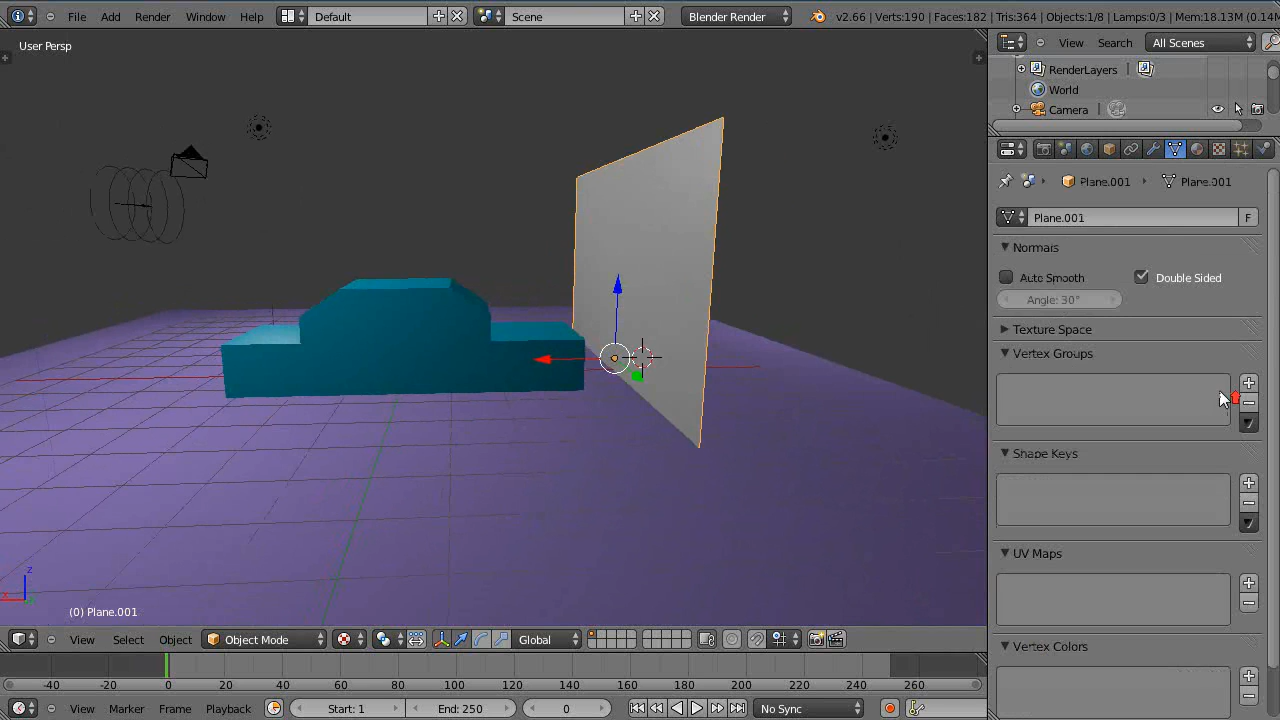 File Add Render Window Help Default Scene Blender Render v2.66 | Verts:190 | Faces:182 | Tris:364 | Objects:1/8 | Lamps:0/3 | Mem:18.13M (0.14M
User Persp
View Search All Scenes
RenderLayers
World
Camera
Plane.001 Plane.001
Plane.001 F
Normals
Auto Smooth Double Sided
Angle: 30°
Texture Space
Vertex Groups
Shape Keys
UV Maps
Vertex Colors
z
x
(0) Plane.001
View Select Object Object Mode Global
-40 -20 0 20 40 60 80 100 120 140 160 180 200 220 240 260
View Marker Frame Playback Start: 1 End: 250 0 No Sync